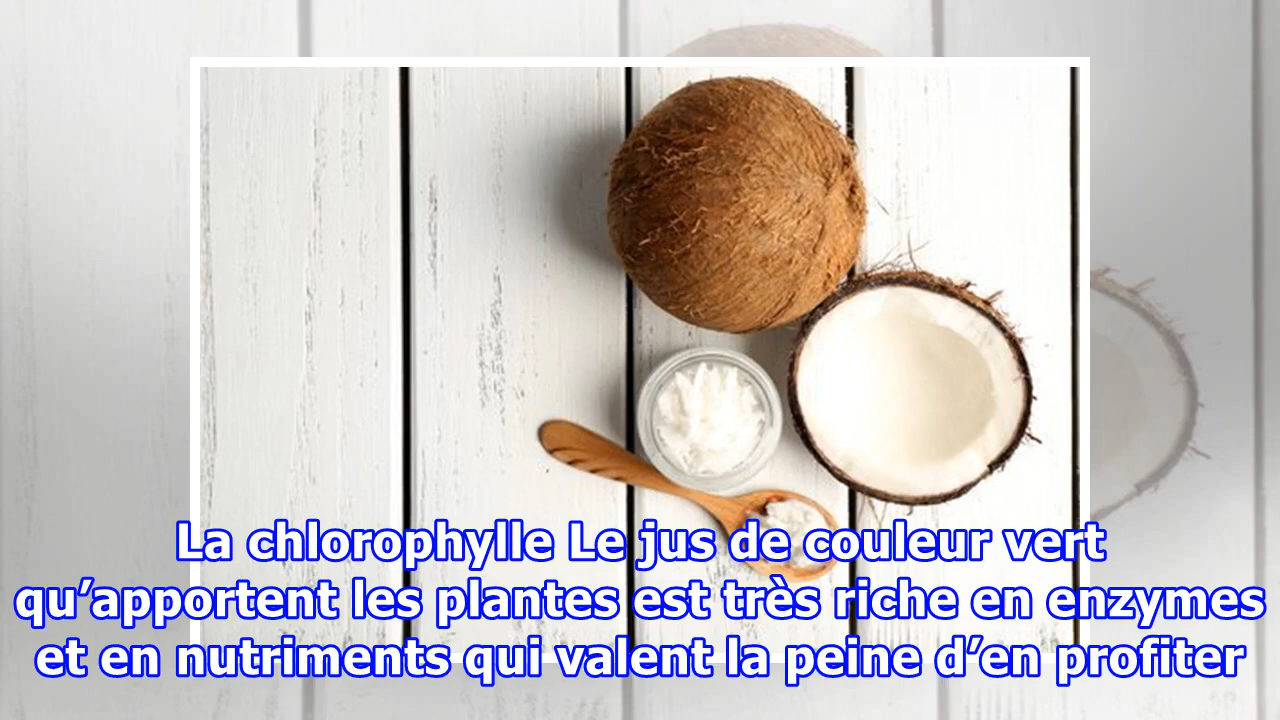 La chlorophylle Le jus de couleur vert
qu’apportent les plantes est très riche en enzymes
et en nutriments qui valent la peine d’en profiter